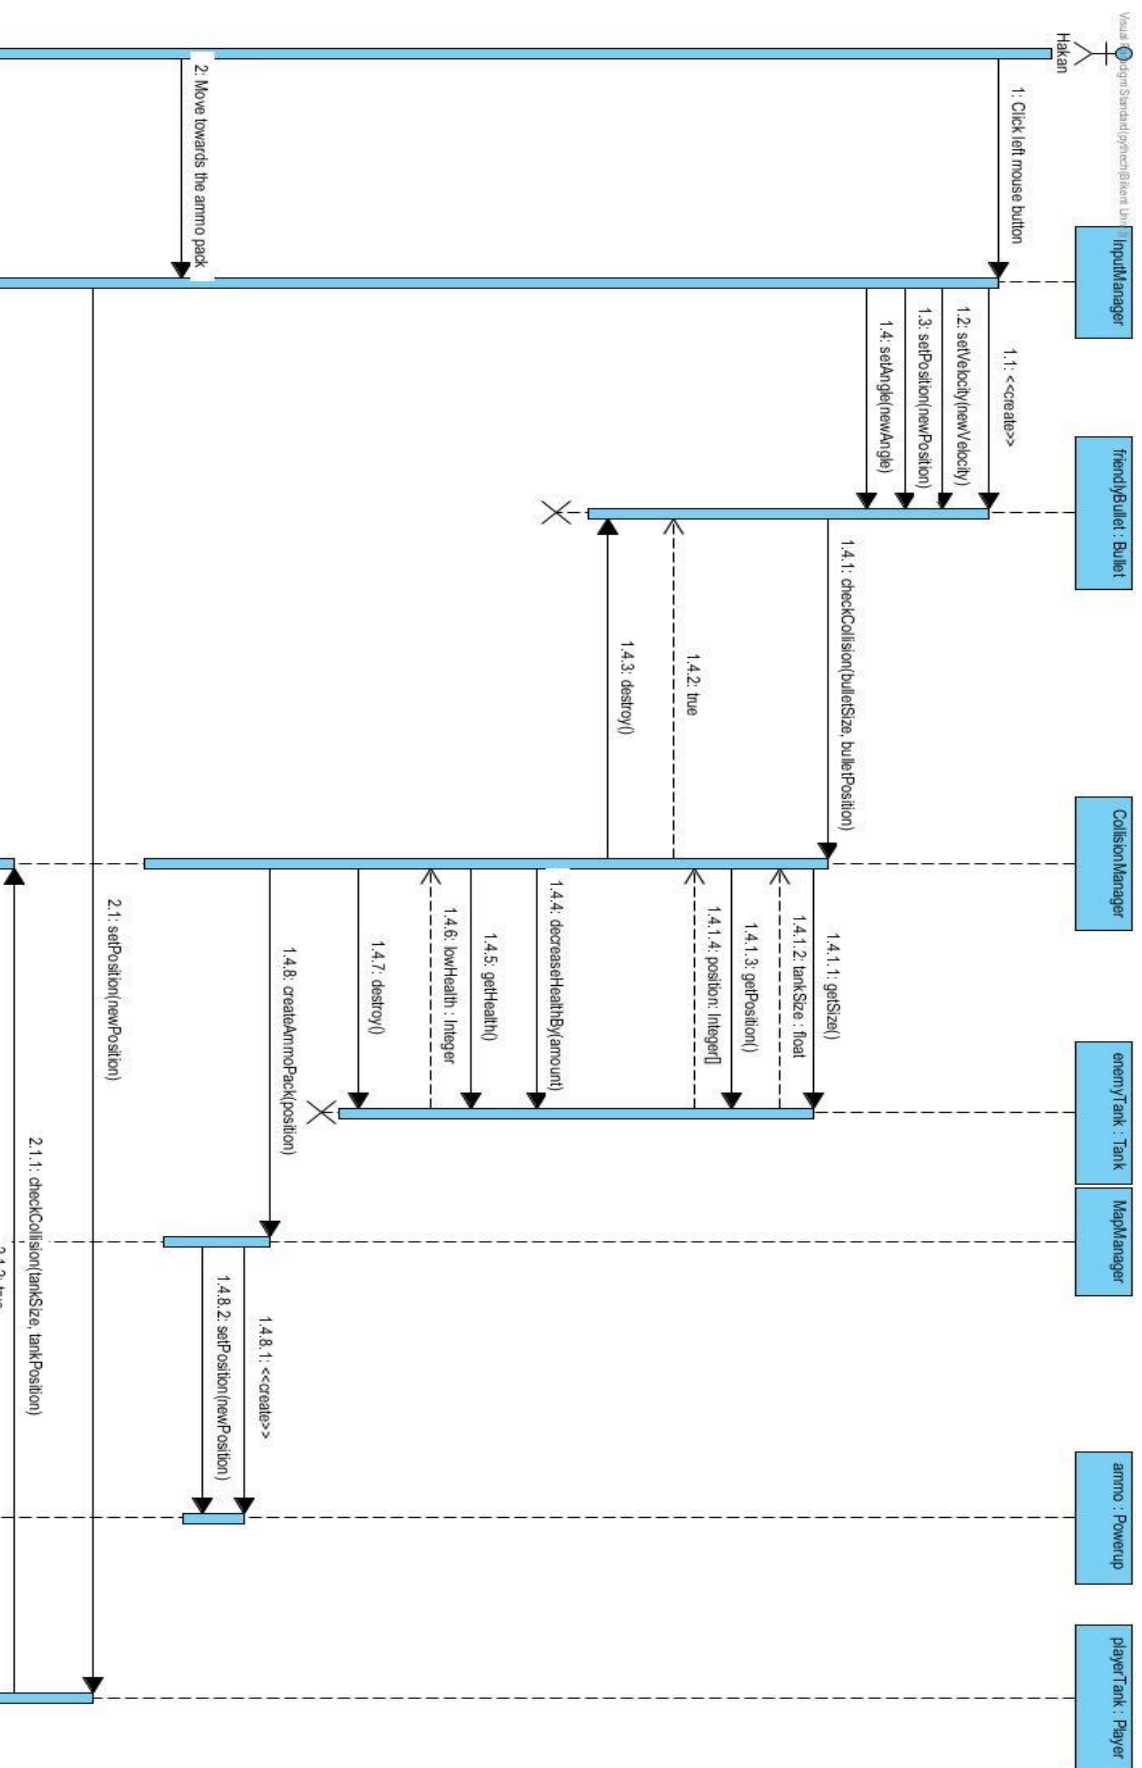 Hakan
InputManager
friendlyBullet : Bullet
CollisionManager
enemyTank : Tank
MapManager
ammo : Powerup
playerTank : Player
1: Click left mouse button
1.1: <<create>>
1.2: setVelocity(newVelocity)
1.3: setPosition(newPosition)
1.4: setAngle(newAngle)
1.4.1: checkCollision(bulletSize, bulletPosition)
1.4.1.1: getSize()
1.4.1.2: tankSize : float
1.4.1.3: getPosition()
1.4.1.4: position: Integer[]
1.4.2: true
1.4.3: destroy()
1.4.4: decreaseHealthBy(amount)
1.4.5: getHealth()
1.4.6: lowHealth : Integer
1.4.7: destroy()
1.4.8: createAmmoPack(position)
1.4.8.1: <<create>>
1.4.8.2: setPosition(newPosition)
2: Move towards the ammo pack
2.1: setPosition(newPosition)
2.1.1: checkCollision(tankSize, tankPosition)